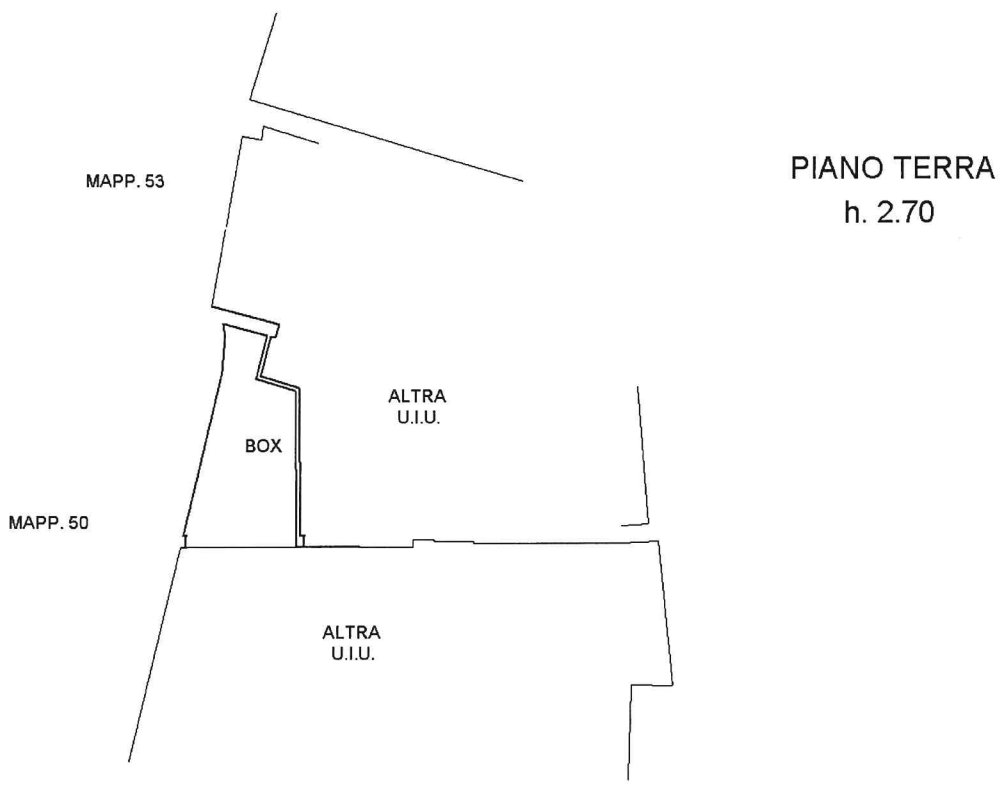 PIANO TERRA
h. 2.70
MAPP. 53
ALTRA
U.I.U.
BOX
MAPP. 50
ALTRA
U.I.U.